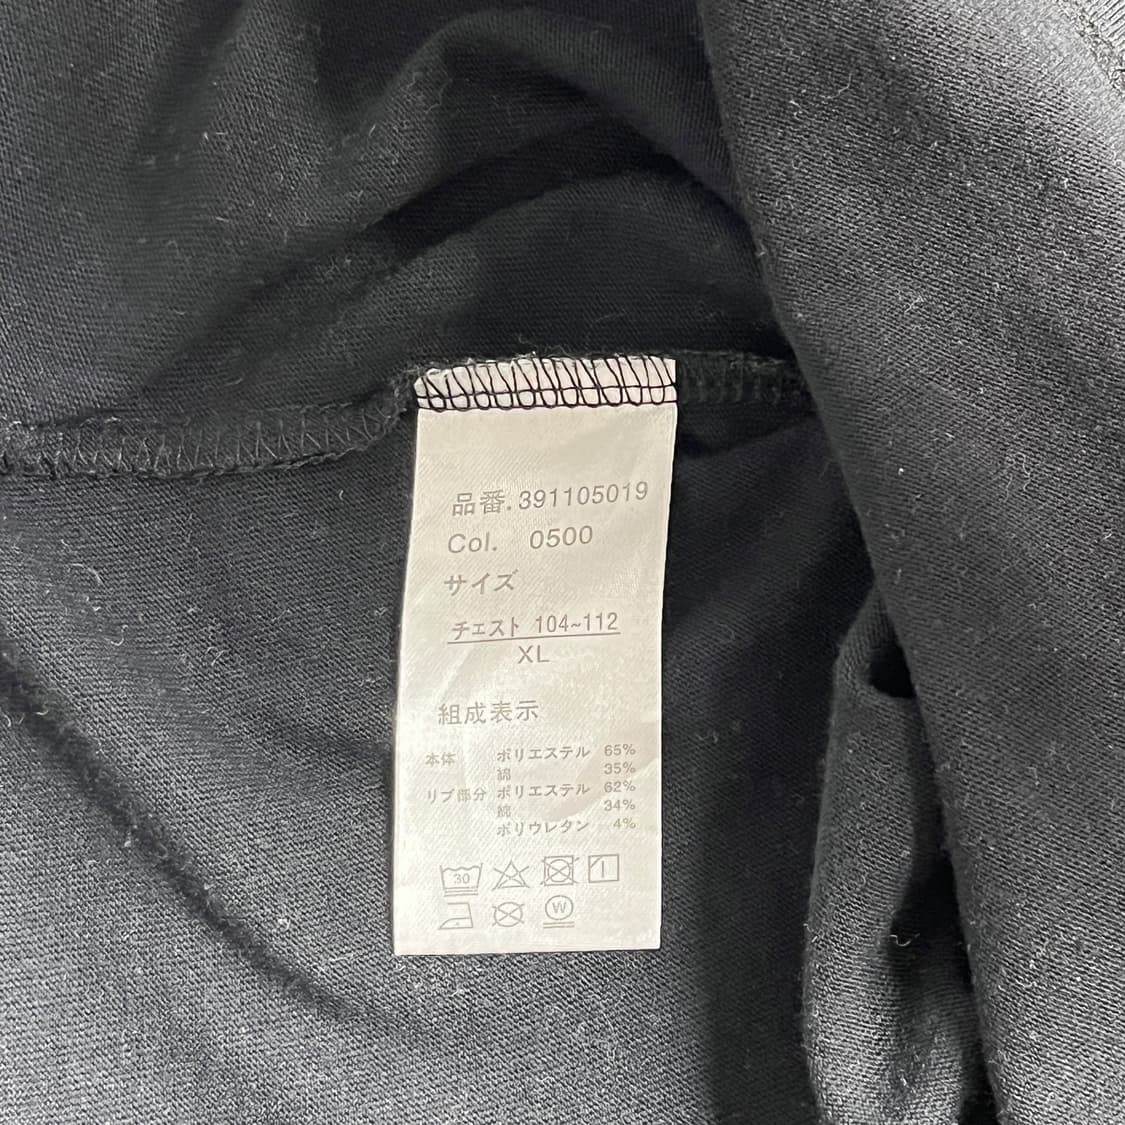 品番.391105019
Col. 0500
サイズ
チェスト 104~112
XL
組成表示
本体 ポリエステル 65%
綿 35%
リブ部分 ポリエステル 62%
綿 34%
ポリウレタン 4%
30
W